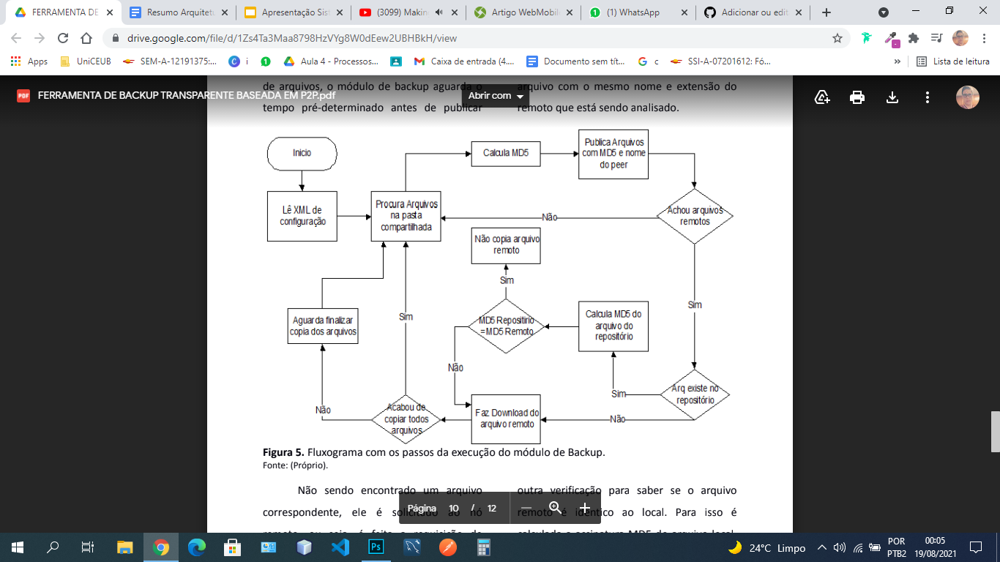 FERRAMENTA DE
Resumo Arquitetu
Apresentação Sist
(3099) Makin
Artigo WebMobili
(1) WhatsApp
Adicionar ou edit
drive.google.com/file/d/1Zs4Ta3Maa8798HzVYg8W0dEew2UBHBkH/view
Apps
UniCEUB
SEM-A-12191375:...
i
Aula 4 - Processos...
Caixa de entrada (4....
Documento sem tít...
c
SSI-A-07201612: Fó...
»
Lista de leitura
de arquivos, o módulo de backup aguarda o
tempo pré-determinado antes de publicar
arquivo com o mesmo nome e extensão do
remoto que está sendo analisado.
PDF
FERRAMENTA DE BACKUP TRANSPARENTE BASEADA EM P2P.pdf
Abrir com
Inicio
Calcula MD5
Publica Arquivos
com MD5 e nome
do peer
Lê XML de
configuração
Procura Arquivos
na pasta
compartilhada
Achou arquivos
remotos
Não
Não copia arquivo
remoto
Sim
Sim
Sim
Aguarda finalizar
copia dos arquivos
MD5 Repositirio
=MD5 Remoto
Calcula MD5 do
arquivo do
repositório
Não
Sim
Arq existe no
repositório
Não
Acabou de
copiar todos
arquivos
Faz Download do
arquivo remoto
Não
Figura 5. Fluxograma com os passos da execução do módulo de Backup.
Fonte: (Próprio).
Não sendo encontrado um arquivo
correspondente, ele é solicitado ao nó
remoto, ou seja, é feita a requisição de
outra verificação para saber se o arquivo
remoto é idêntico ao local. Para isso é
calculada a assinatura MD5 do arquivo local
Página 10 / 12
Ps
24°C Limpo
POR
PTB2
00:05
19/08/2021